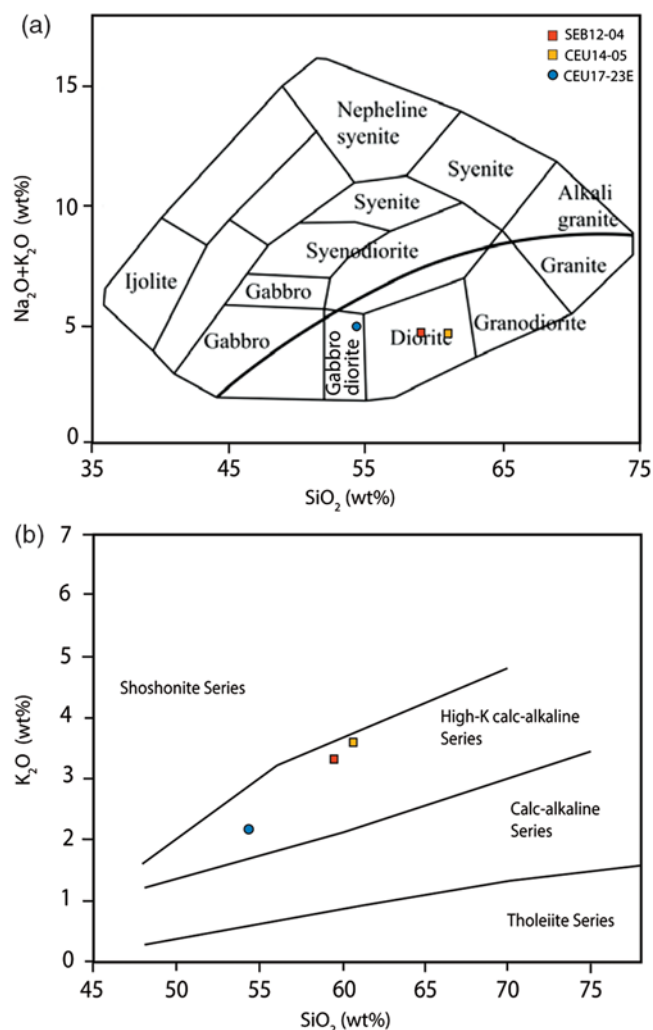 (a)
SEB12-04
CEU14-05
CEU17-23E
15
10
5
0
Na2O+K2O (wt%)
Nepheline
syenite
Syenite
Alkali
granite
Syenite
Syenodiorite
Ijolite
Gabbro
Granite
Gabbro
Gabbro
diorite
Diorite
Granodiorite
35
45
55
65
75
SiO2 (wt%)
(b)
7
6
5
4
3
2
1
0
K2O (wt%)
Shoshonite Series
High-K calc-alkaline
Series
Calc-alkaline
Series
Tholeiite Series
45
50
55
60
65
70
75
SiO2 (wt%)